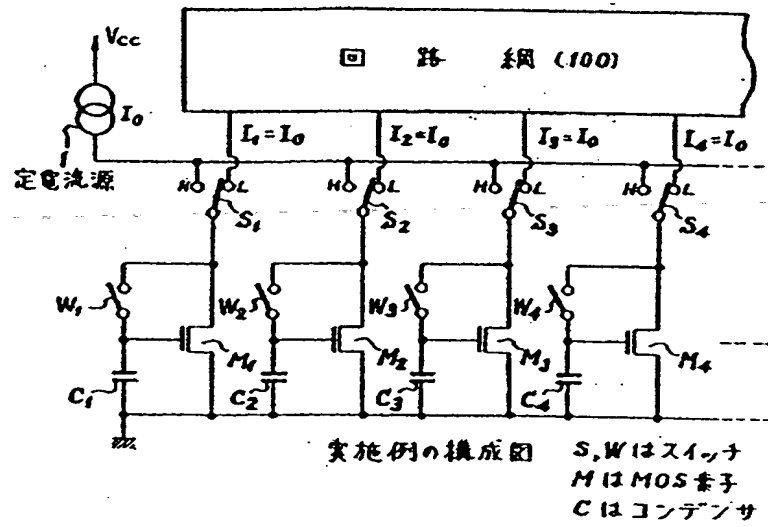 Vcc
回路網(100)
I0
I1=I0
I2=I0
I3=I0
I4=I0
定電流源
H
L
S1
H
L
S2
H
L
S3
H
L
S4
W1
W2
W3
W4
M1
M2
M3
M4
C1
C2
C3
C4
実施例の構成図
S,Wはスイッチ
MはMOS素子
Cはコンデンサ